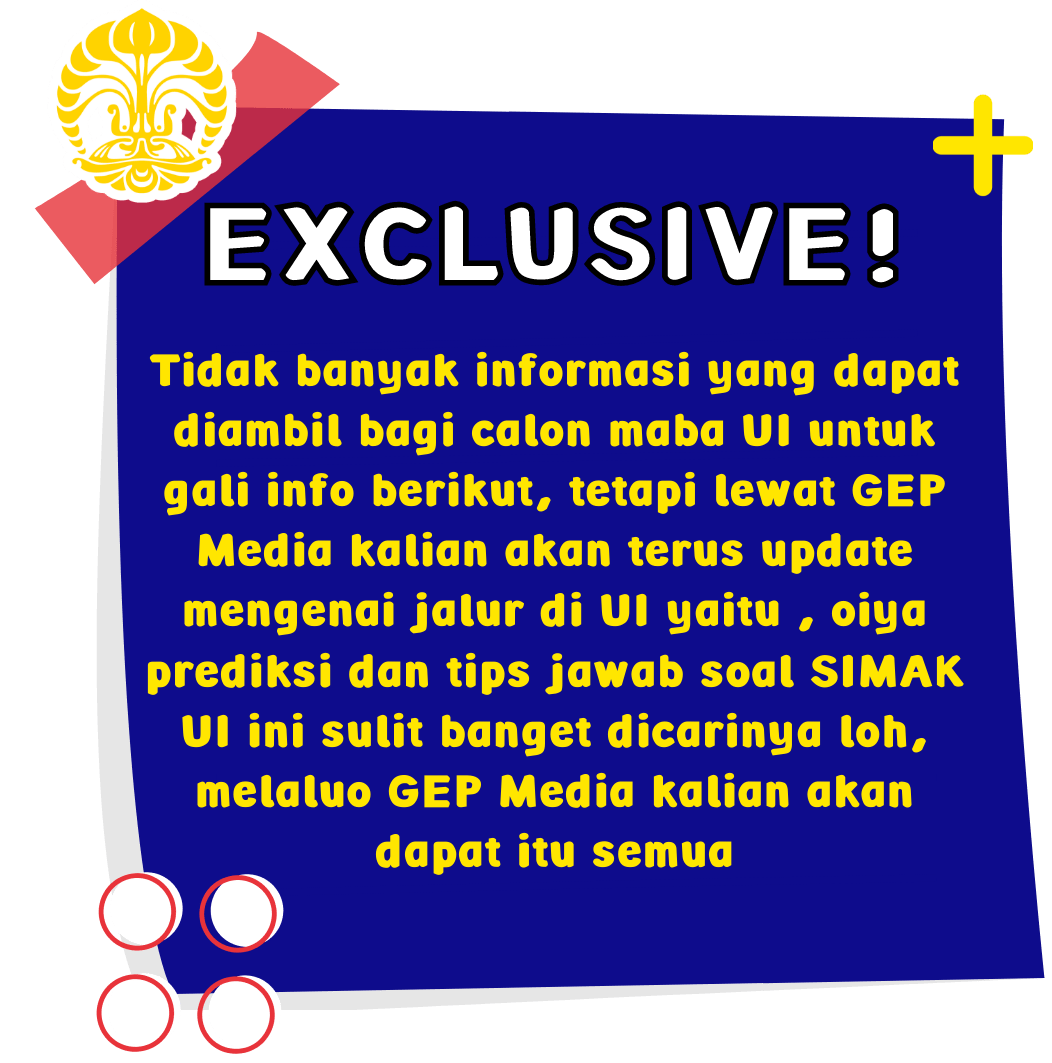 EXCLUSIVE!
Tidak banyak informasi yang dapat
diambil bagi calon maba UI untuk
gali info berikut, tetapi lewat GEP
Media kalian akan terus update
mengenai jalur di UI yaitu , oiya
prediksi dan tips jawab soal SIMAK
UI ini sulit banget dicarinya loh,
melaluo GEP Media kalian akan
dapat itu semua